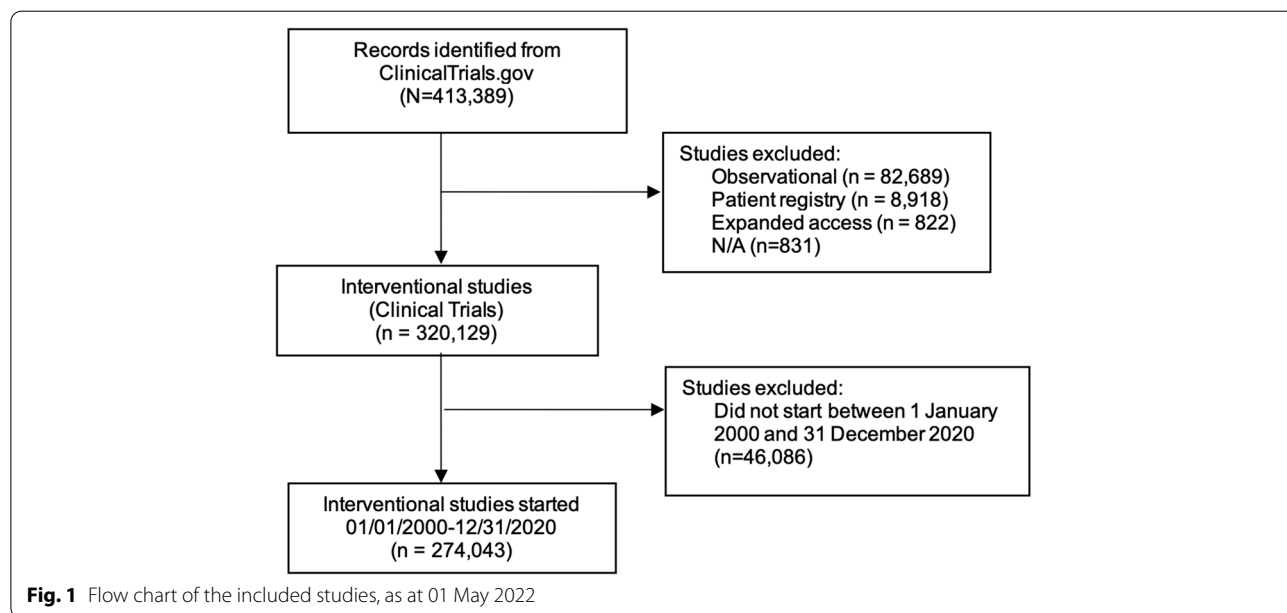 Records identified from
ClinicalTrials.gov
(N=413,389)
Studies excluded:
Observational (n = 82,689)
Patient registry (n = 8,918)
Expanded access (n = 822)
N/A (n=831)
Interventional studies
(Clinical Trials)
(n = 320,129)
Studies excluded:
Did not start between 1 January
2000 and 31 December 2020
(n=46,086)
Interventional studies started
01/01/2000-12/31/2020
(n = 274,043)
Fig. 1 Flow chart of the included studies, as at 01 May 2022